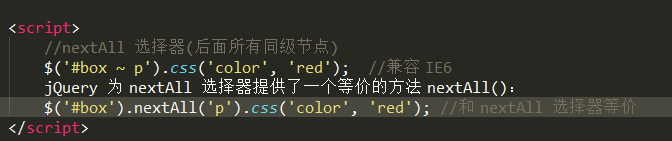 <script>
//nextAll 选择器(后面所有同级节点)
$('#box ~ p').css('color', 'red'); //兼容 IE6
jQuery 为 nextAll 选择器提供了一个等价的方法 nextAll()：
$('#box').nextAll('p').css('color', 'red'); //和 nextAll 选择器等价
</script>